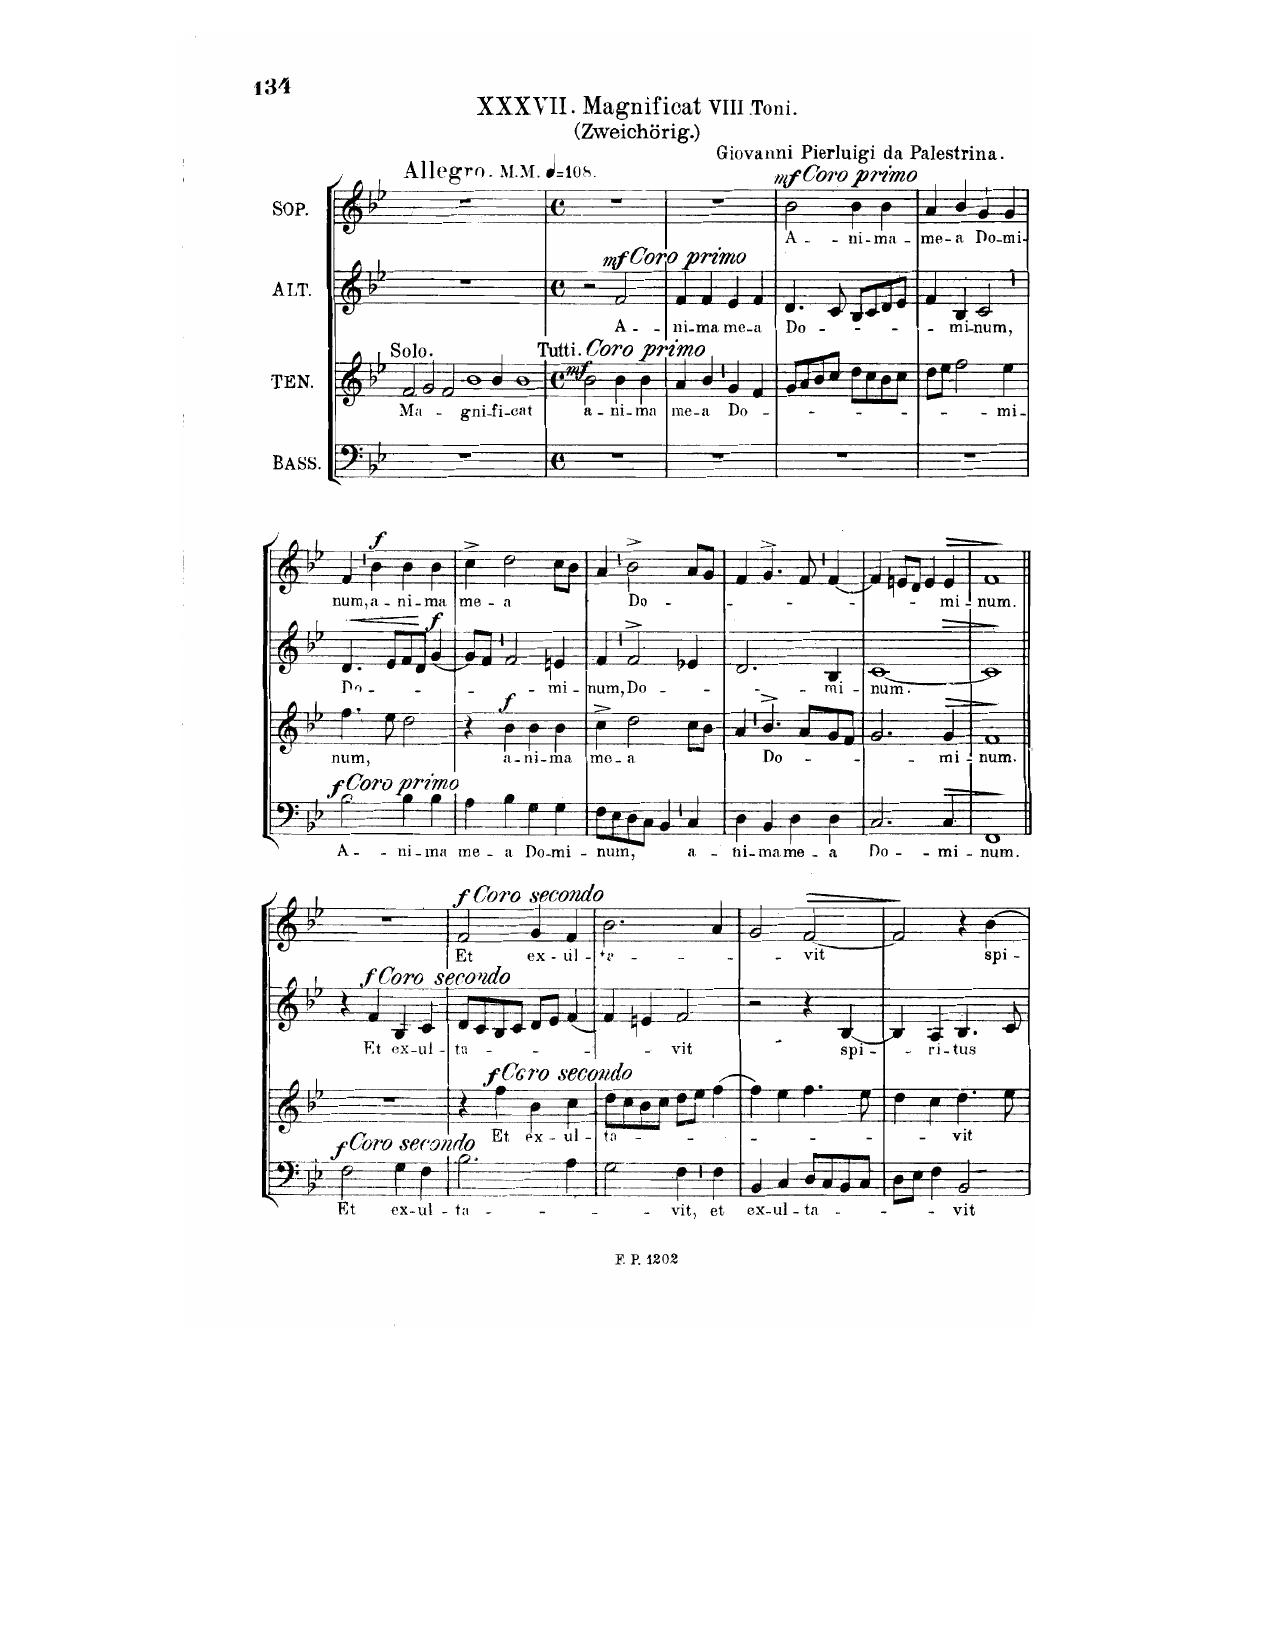 134
XXXVII. Magnificat VIII Toni.
(Zweichörig.)
Giovanni Pierluigi da Palestrina.
Allegro. M.M. ♩=108.
mf Coro primo
SOP.
A - - ni - ma - me - a Do - mi -
mf Coro primo
ALT.
A - - ni - ma me - a Do - - - - - mi - num,
Solo. Tutti. Coro primo
mf
TEN.
Ma - gni - fi - cat a - ni - ma me - a Do - - - - - - - - mi -
BASS.
f
num, a - ni - ma me - a Do - - - - - - mi - num.
f
Do - - - - mi - num, Do - - - - mi - num.
f
num, a - ni - ma me - a Do - - - - mi - num.
f Coro primo
A - - ni - ma me - a Do - mi - num, a - ni - ma me - a Do - - mi - num.
f Coro secondo
Et ex - ul - ta - - - - vit spi -
f Coro secondo
Et ex - ul - ta - - - - - vit spi - - ri - tus
f Coro secondo
Et ex - ul - ta - - - - - - - - vit
f Coro secondo
Et ex - ul - ta - - - - vit, et ex - ul - ta - - - - vit
F. P. 1202